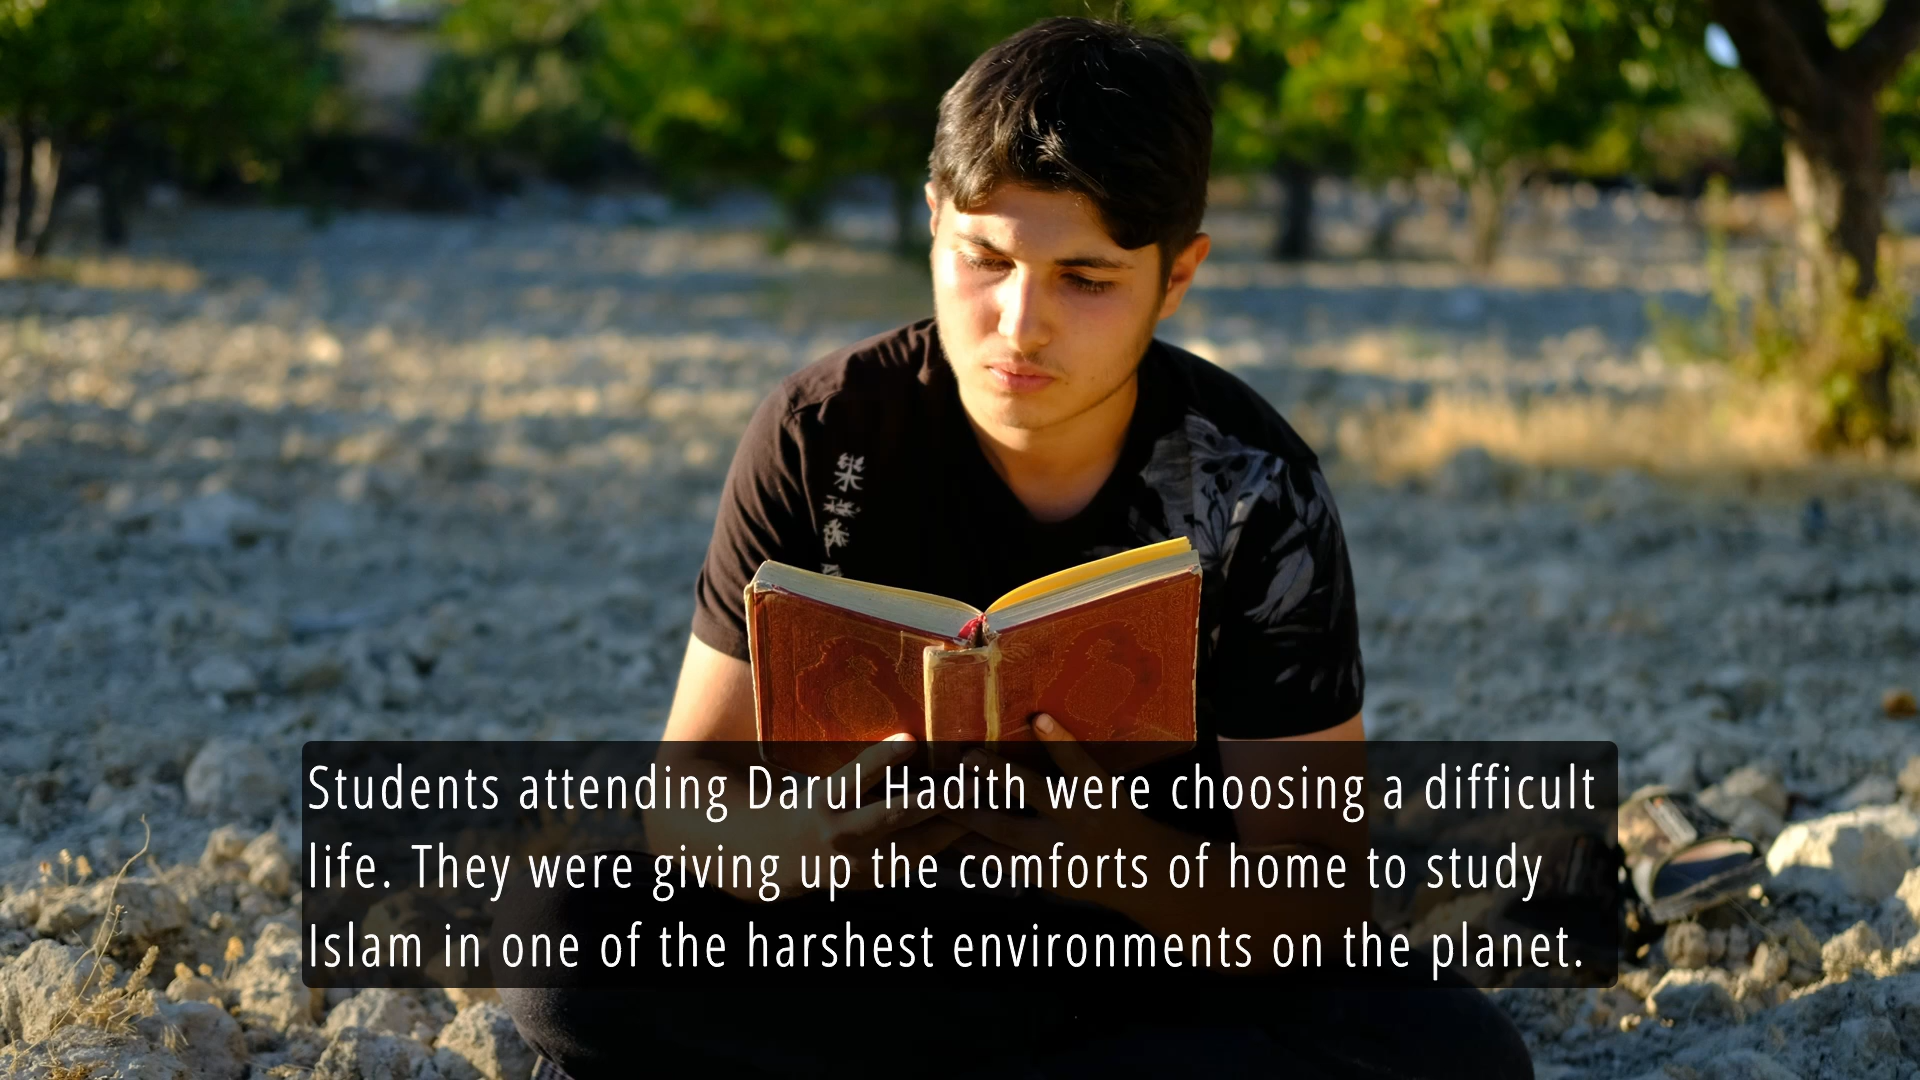 Students attending Darul Hadith were choosing a difficult
life. They were giving up the comforts of home to study
Islam in one of the harshest environments on the planet.